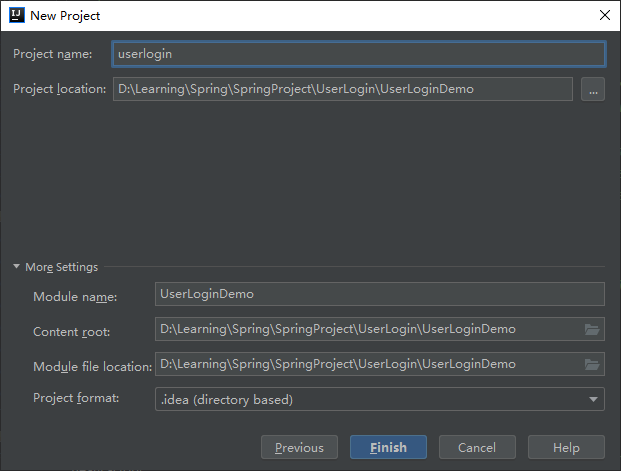 New Project
Project name: userlogin
Project location: D:\Learning\Spring\SpringProject\UserLogin\UserLoginDemo ...
More Settings
Module name: UserLoginDemo
Content root: D:\Learning\Spring\SpringProject\UserLogin\UserLoginDemo
Module file location: D:\Learning\Spring\SpringProject\UserLogin\UserLoginDemo
Project format: .idea (directory based)
Previous Finish Cancel Help